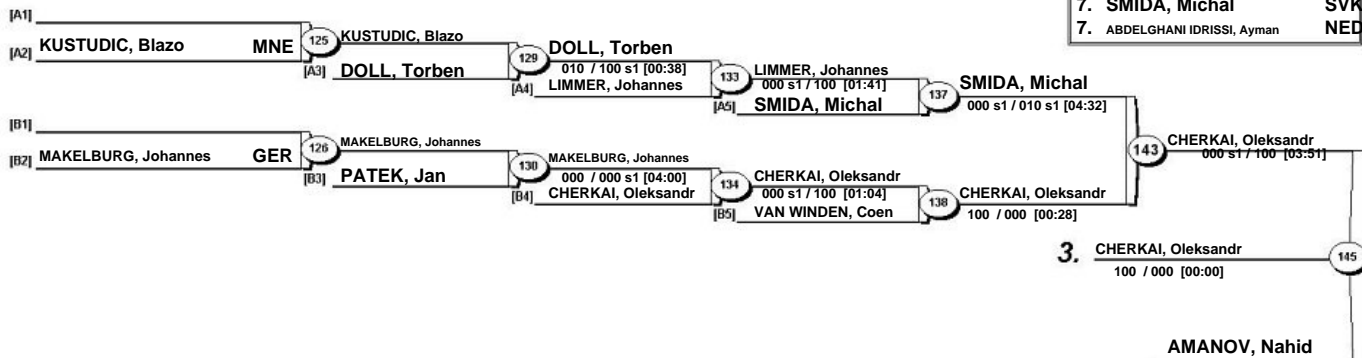 7. SMIDA, Michal SVK
7. ABDELGHANI IDRISSI, Ayman NED
[A1]
[A2] KUSTUDIC, Blazo MNE
125
KUSTUDIC, Blazo
[A3] DOLL, Torben
129
DOLL, Torben
010 / 100 s1 [00:38]
[A4] LIMMER, Johannes
133
LIMMER, Johannes
000 s1 / 100 [01:41]
[A5] SMIDA, Michal
137
SMIDA, Michal
000 s1 / 010 s1 [04:32]
[B1]
[B2] MAKELBURG, Johannes GER
126
MAKELBURG, Johannes
[B3] PATEK, Jan
130
MAKELBURG, Johannes
000 / 000 s1 [04:00]
[B4] CHERKAI, Oleksandr
134
CHERKAI, Oleksandr
000 s1 / 100 [01:04]
[B5] VAN WINDEN, Coen
138
CHERKAI, Oleksandr
100 / 000 [00:28]
143
CHERKAI, Oleksandr
000 s1 / 100 [03:51]
3. CHERKAI, Oleksandr
100 / 000 [00:00]
145
AMANOV, Nahid